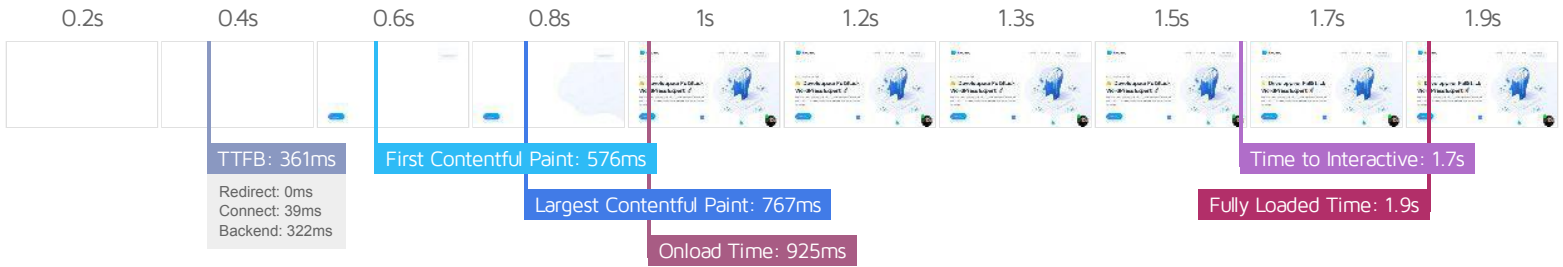 0.2s 0.4s 0.6s 0.8s 1s 1.2s 1.3s 1.5s 1.7s 1.9s
TTFB: 361ms
Redirect: 0ms
Connect: 39ms
Backend: 322ms
First Contentful Paint: 576ms
Time to Interactive: 1.7s
Largest Contentful Paint: 767ms
Fully Loaded Time: 1.9s
Onload Time: 925ms